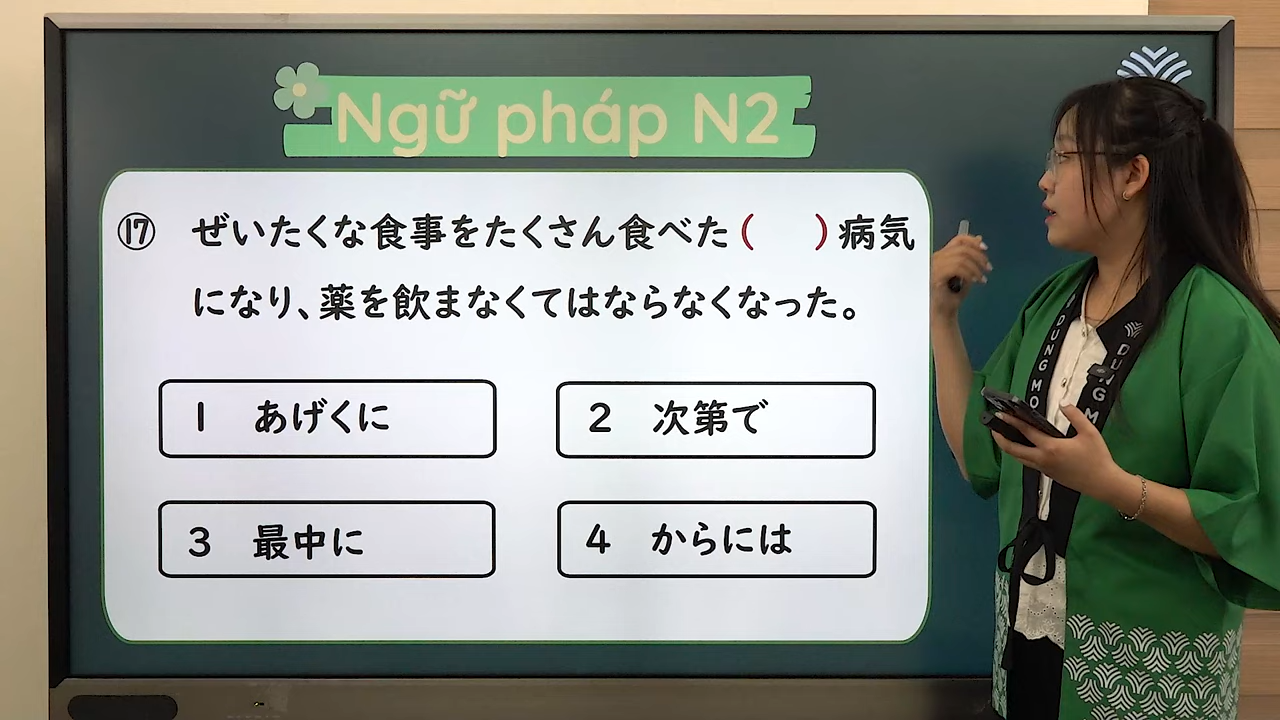 Ngữ pháp N2
⑰ ぜいたくな食事をたくさん食べた( )病気
になり、薬を飲まなくてはならなくなった。
1 あげくに
2 次第で
3 最中に
4 からには
DUNG MO
DUNG M